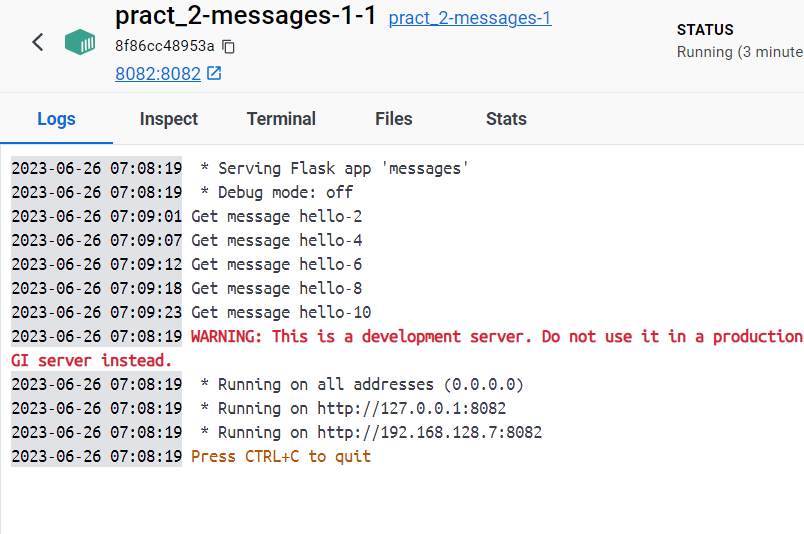 pract_2-messages-1-1 pract_2-messages-1
8f86cc48953a
8082:8082
STATUS
Running (3 minute
Logs Inspect Terminal Files Stats
2023-06-26 07:08:19 * Serving Flask app 'messages'
2023-06-26 07:08:19 * Debug mode: off
2023-06-26 07:09:01 Get message hello-2
2023-06-26 07:09:07 Get message hello-4
2023-06-26 07:09:12 Get message hello-6
2023-06-26 07:09:18 Get message hello-8
2023-06-26 07:09:23 Get message hello-10
2023-06-26 07:08:19 WARNING: This is a development server. Do not use it in a production
GI server instead.
2023-06-26 07:08:19 * Running on all addresses (0.0.0.0)
2023-06-26 07:08:19 * Running on http://127.0.0.1:8082
2023-06-26 07:08:19 * Running on http://192.168.128.7:8082
2023-06-26 07:08:19 Press CTRL+C to quit